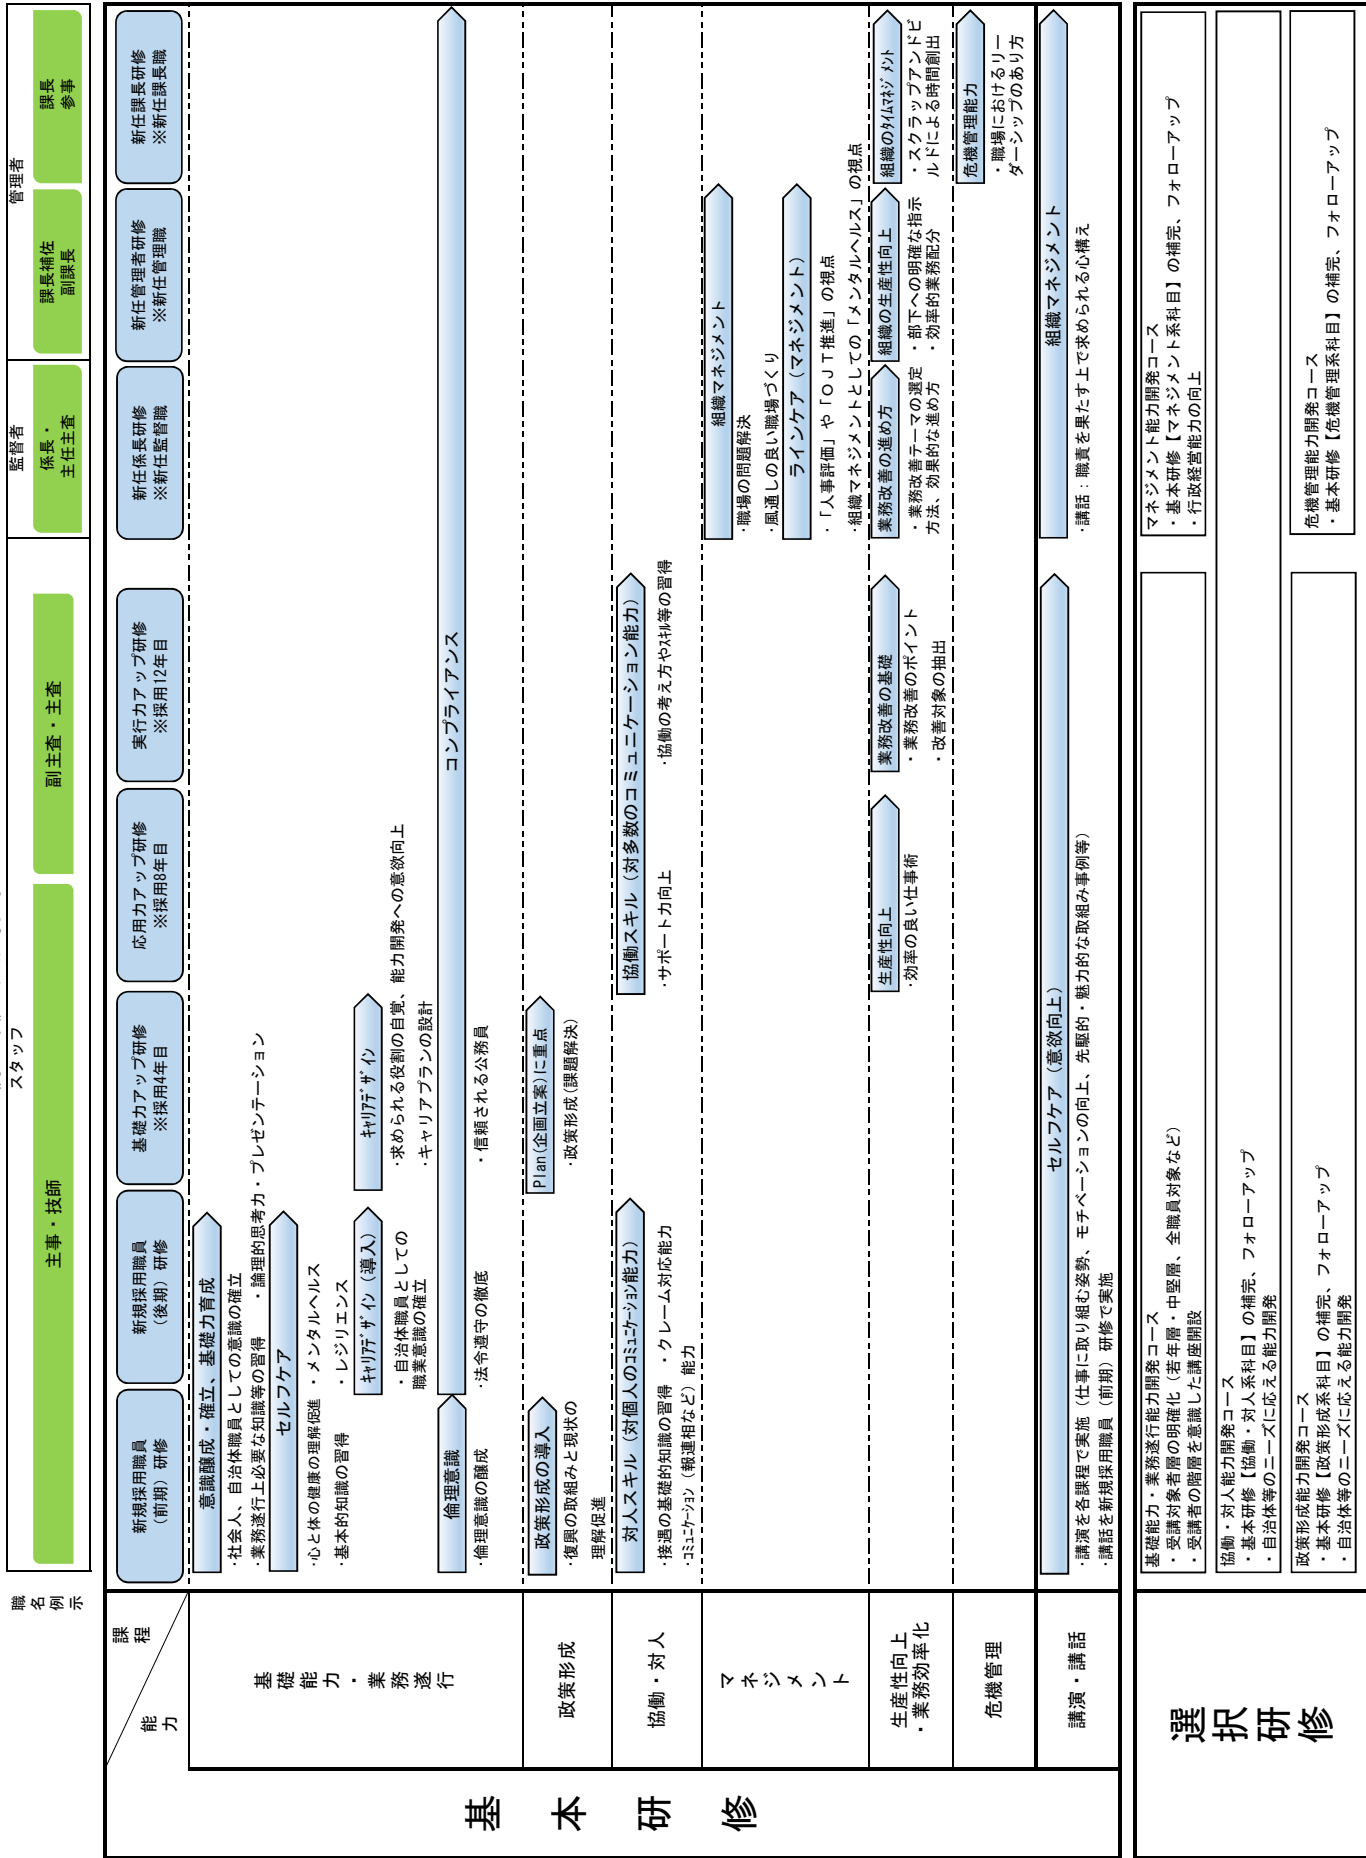 職名例示
スタッフ
監督者
管理者
主事・技師
副主査・主査
係長・
主任主査
課長補佐
副課長
課長
参事
基本研修
課程
能力
新規採用職員
(前期)研修
新規採用職員
(後期)研修
基礎力アップ研修
※採用4年目
応用力アップ研修
※採用8年目
実行力アップ研修
※採用12年目
新任係長研修
※新任監督職
新任管理者研修
※新任管理職
新任課長研修
※新任課長職
基礎能力・業務遂行
意識醸成・確立、基礎力育成
・社会人、自治体職員としての意識の確立
・業務遂行上必要な知識等の習得 ・論理的思考力・プレゼンテーション
セルフケア
・心と体の健康の理解促進 ・メンタルヘルス
・基本的知識の習得 ・レジリエンス
ｷｬﾘｱﾃﾞｻﾞｲﾝ(導入)
・自治体職員としての
職業意識の確立
ｷｬﾘｱﾃﾞｻﾞｲﾝ
・求められる役割の自覚、能力開発への意欲向上
・キャリアプランの設計
倫理意識
・倫理意識の醸成
コンプライアンス
・法令遵守の徹底
・信頼される公務員
政策形成
政策形成の導入
・復興の取組みと現状の
理解促進
Plan(企画立案)に重点
・政策形成(課題解決)
協働・対人
対人スキル(対個人のｺﾐｭﾆｹｰｼｮﾝ能力)
・接遇の基礎的知識の習得 ・クレーム対応能力
・ｺﾐｭﾆｹｰｼｮﾝ(報連相など)能力
協働スキル(対多数のコミュニケーション能力)
・サポート力向上
・協働の考え方やｽｷﾙ等の習得
マネジメント
組織マネジメント
・職場の問題解決
・風通しの良い職場づくり
ラインケア(マネジメント)
・「人事評価」や「OJT推進」の視点
・組織マネジメントとしての「メンタルヘルス」の視点
生産性向上
・業務効率化
生産性向上
・効率の良い仕事術
業務改善の基礎
・業務改善のポイント
・改善対象の抽出
業務改善の進め方
・業務改善テーマの選定
方法、効果的な進め方
組織の生産性向上
・部下への明確な指示
・効率的業務配分
組織のﾀｲﾑﾏﾈｼﾞﾒﾝﾄ
・スクラップアンドビ
ルドによる時間創出
危機管理
危機管理能力
・職場におけるリー
ダーシップのあり方
講演・講話
セルフケア(意欲向上)
・講演を各課程で実施(仕事に取り組む姿勢、モチベーションの向上、先駆的・魅力的な取組み事例等)
・講話を新規採用職員(前期)研修で実施
組織マネジメント
・講話:職責を果たす上で求められる心構え
選択研修
基礎能力・業務遂行能力開発コース
・受講対象者層の明確化(若年層・中堅層、全職員対象など)
・受講者の階層を意識した講座開設
マネジメント能力開発コース
・基本研修【マネジメント系科目】の補完、フォローアップ
・行政経営能力の向上
協働・対人能力開発コース
・基本研修【協働・対人系科目】の補完、フォローアップ
・自治体等のニーズに応える能力開発
政策形成能力開発コース
・基本研修【政策形成系科目】の補完、フォローアップ
・自治体等のニーズに応える能力開発
危機管理能力開発コース
・基本研修【危機管理系科目】の補完、フォローアップ